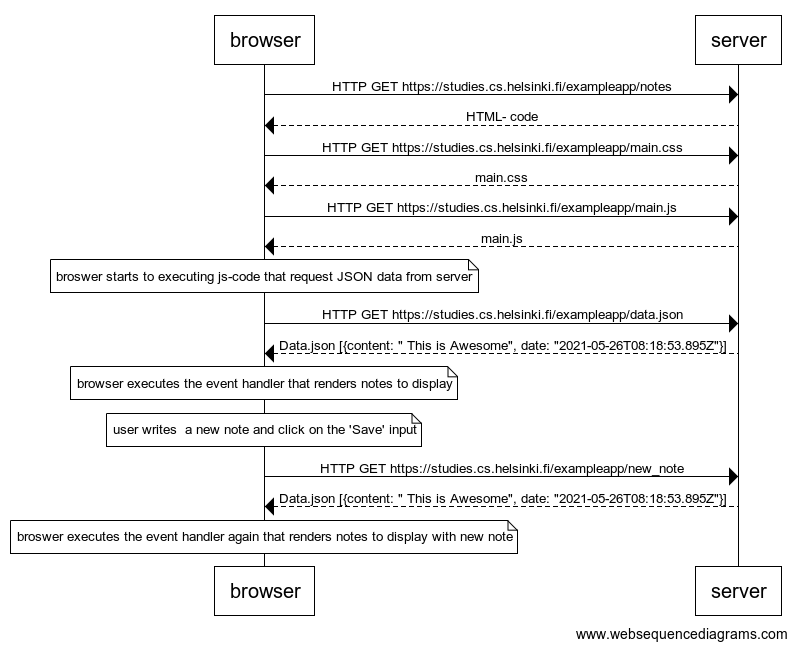 browser
server
HTTP GET https://studies.cs.helsinki.fi/exampleapp/notes
HTML- code
HTTP GET https://studies.cs.helsinki.fi/exampleapp/main.css
main.css
HTTP GET https://studies.cs.helsinki.fi/exampleapp/main.js
main.js
broswer starts to executing js-code that request JSON data from server
HTTP GET https://studies.cs.helsinki.fi/exampleapp/data.json
Data.json [{content: " This is Awesome", date: "2021-05-26T08:18:53.895Z"}]
browser executes the event handler that renders notes to display
user writes  a new note and click on the 'Save' input
HTTP GET https://studies.cs.helsinki.fi/exampleapp/new_note
Data.json [{content: " This is Awesome", date: "2021-05-26T08:18:53.895Z"}]
broswer executes the event handler again that renders notes to display with new note
browser
server
www.websequencediagrams.com